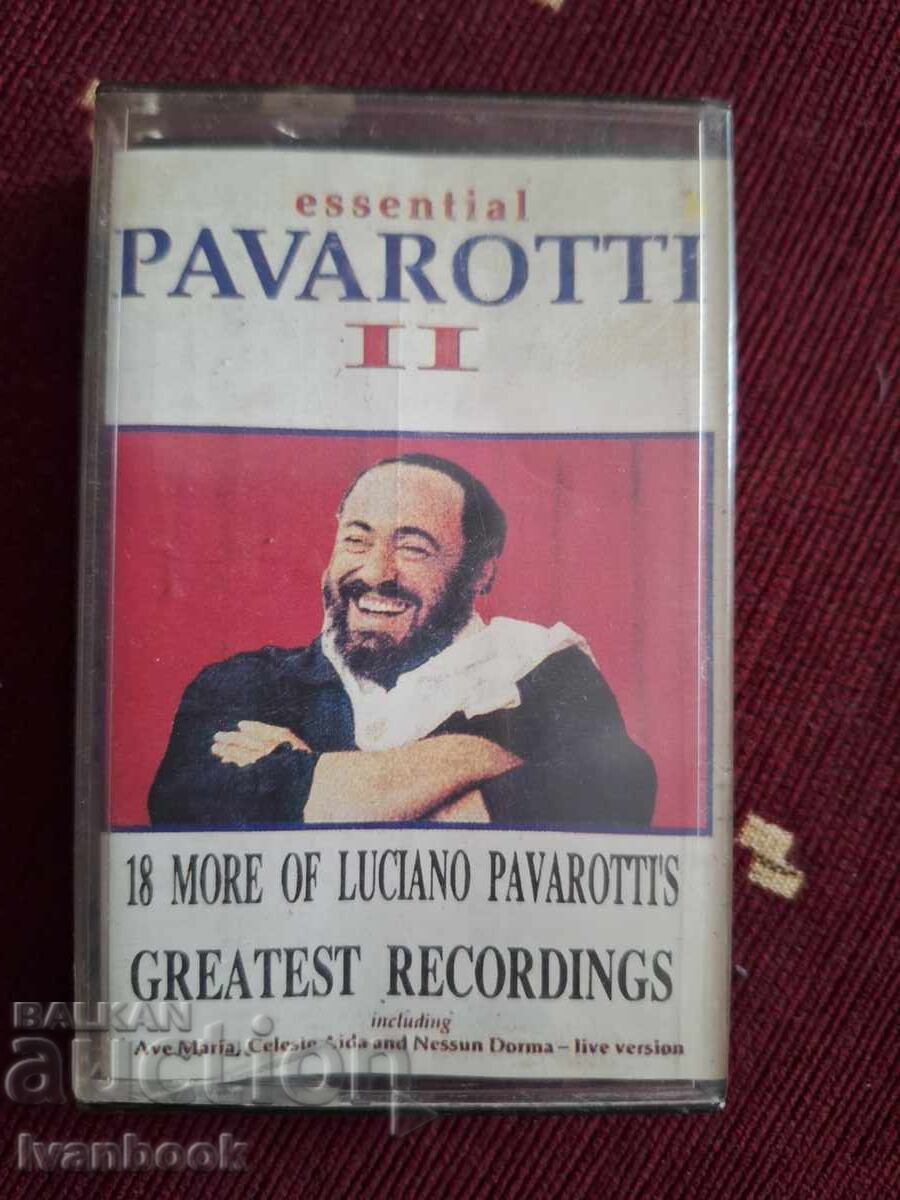 essential
PAVAROTTI
II
18 MORE OF LUCIANO PAVAROTTI'S
GREATEST RECORDINGS
including
Ave Maria, Celeste Aida and Nessun Dorma – live version
BALKAN
auction
Ivanbook